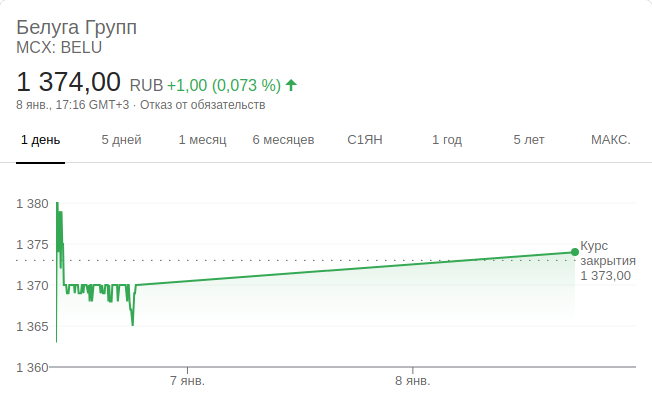 Белуга Групп
MCX: BELU
1 374,00 RUB +1,00 (0,073 %)
8 янв., 17:16 GMT+3 · Отказ от обязательств
1 день 5 дней 1 месяц 6 месяцев С1ЯН 1 год 5 лет МАКС.
1 380
1 375
1 370
1 365
1 360
Курс
закрытия
1 373,00
7 янв. 8 янв.